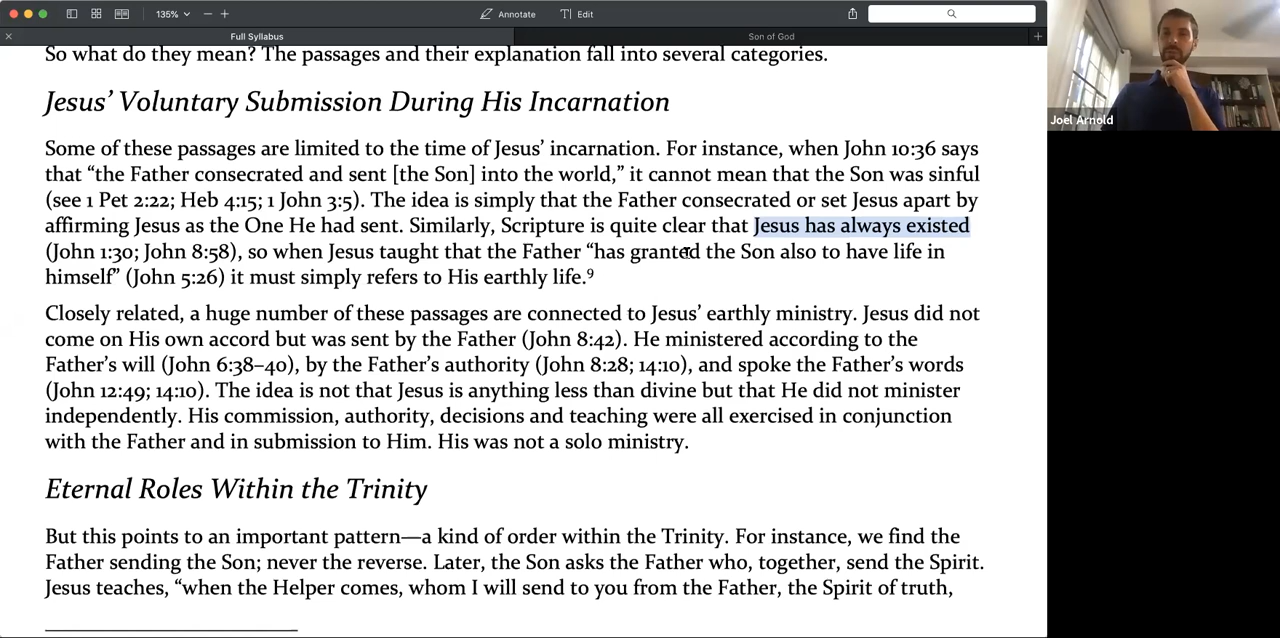 135%
Annotate
Edit
Full Syllabus
Son of God
Joel Arnold
So what do they mean? The passages and their explanation fall into several categories.
Jesus’ Voluntary Submission During His Incarnation
Some of these passages are limited to the time of Jesus’ incarnation. For instance, when John 10:36 says
that “the Father consecrated and sent [the Son] into the world,” it cannot mean that the Son was sinful
(see 1 Pet 2:22; Heb 4:15; 1 John 3:5). The idea is simply that the Father consecrated or set Jesus apart by
affirming Jesus as the One He had sent. Similarly, Scripture is quite clear that Jesus has always existed
(John 1:30; John 8:58), so when Jesus taught that the Father “has granted the Son also to have life in
himself” (John 5:26) it must simply refers to His earthly life.⁹
Closely related, a huge number of these passages are connected to Jesus’ earthly ministry. Jesus did not
come on His own accord but was sent by the Father (John 8:42). He ministered according to the
Father’s will (John 6:38–40), by the Father’s authority (John 8:28; 14:10), and spoke the Father’s words
(John 12:49; 14:10). The idea is not that Jesus is anything less than divine but that He did not minister
independently. His commission, authority, decisions and teaching were all exercised in conjunction
with the Father and in submission to Him. His was not a solo ministry.
Eternal Roles Within the Trinity
But this points to an important pattern—a kind of order within the Trinity. For instance, we find the
Father sending the Son; never the reverse. Later, the Son asks the Father who, together, send the Spirit.
Jesus teaches, “when the Helper comes, whom I will send to you from the Father, the Spirit of truth,